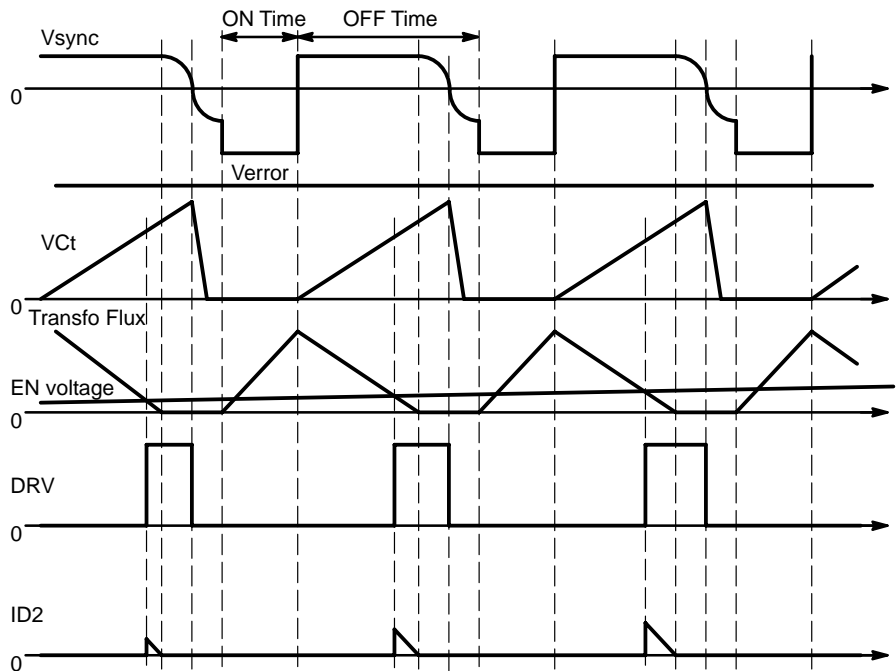 ON Time
OFF Time
Vsync
0
Verror
VCt
0
Transfo Flux
EN voltage
0
DRV
0
ID2
0